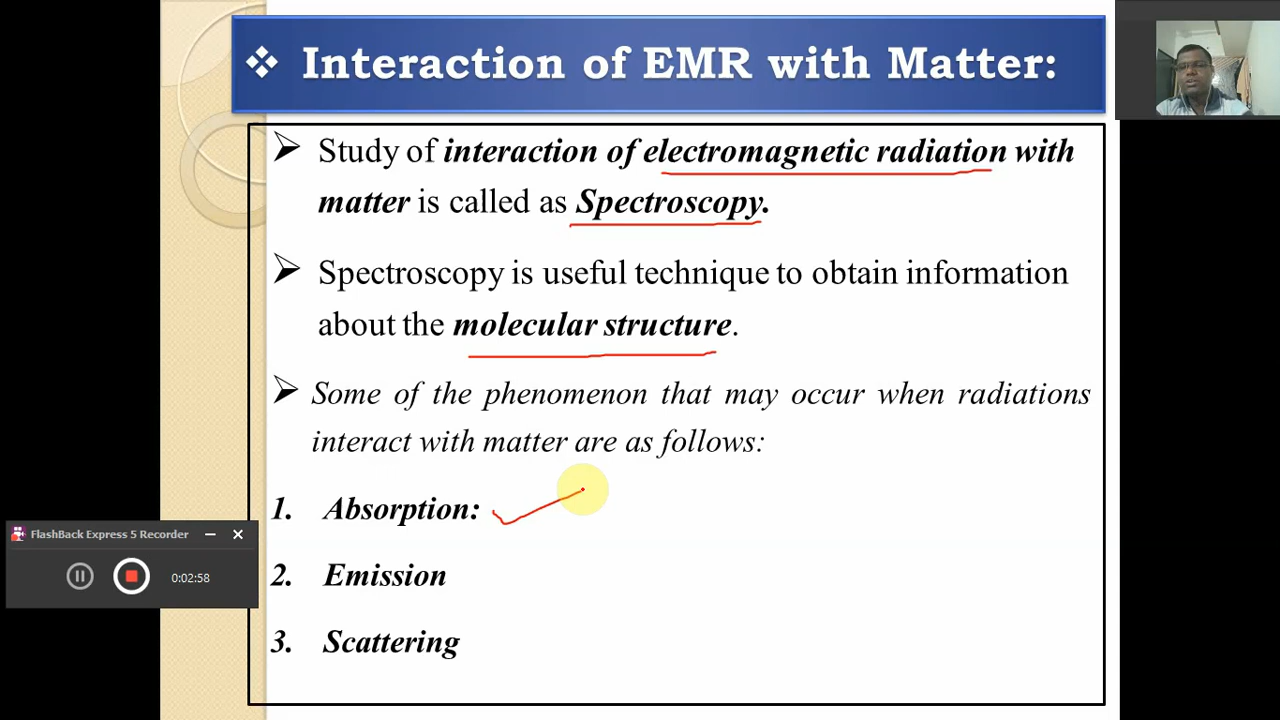 ❖ Interaction of EMR with Matter:
➢ Study of interaction of electromagnetic radiation with
matter is called as Spectroscopy.
➢ Spectroscopy is useful technique to obtain information
about the molecular structure.
➢ Some of the phenomenon that may occur when radiations
interact with matter are as follows:
1. Absorption:
FlashBack Express 5 Recorder
0:02:58
2. Emission
3. Scattering